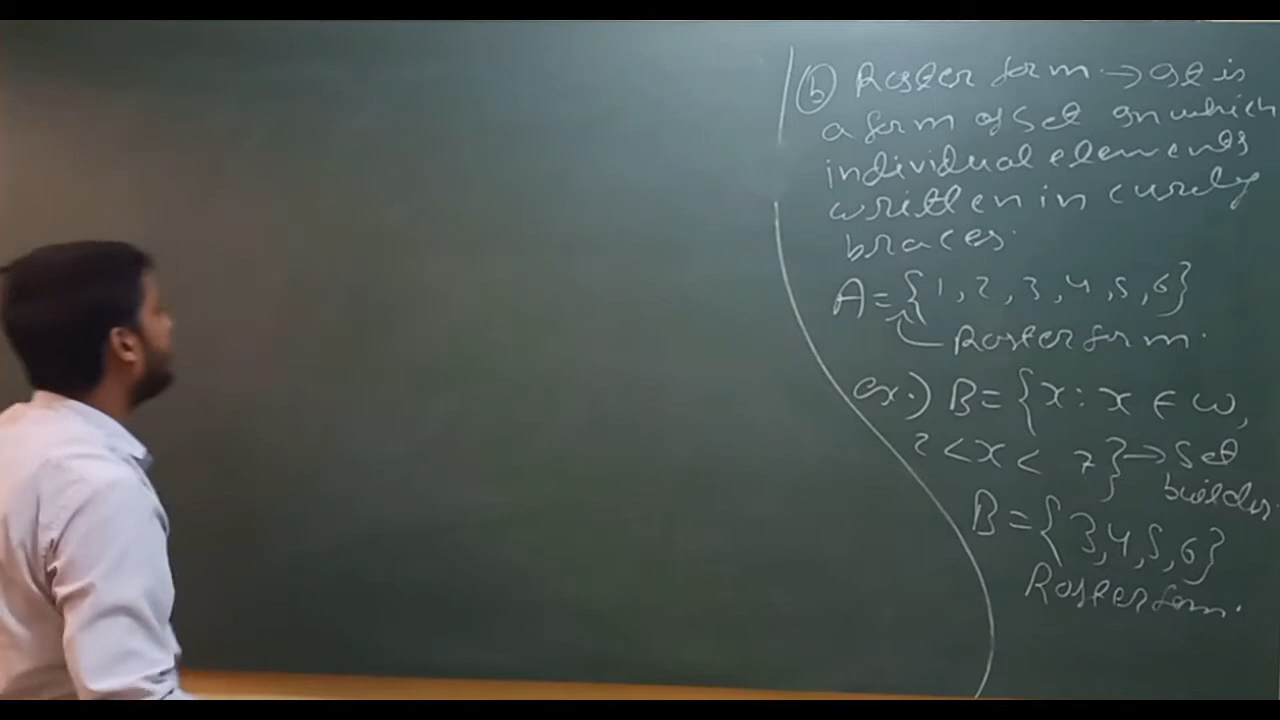 (b) Roster form → It is
a form of set in which
individual elements
written in curly
braces.
A = {1, 2, 3, 4, 5, 6}
Roster form.
ex.) B = {x : x ∈ w,
2 < x < 7} → set
builder.
B = {3, 4, 5, 6}
Roster form.